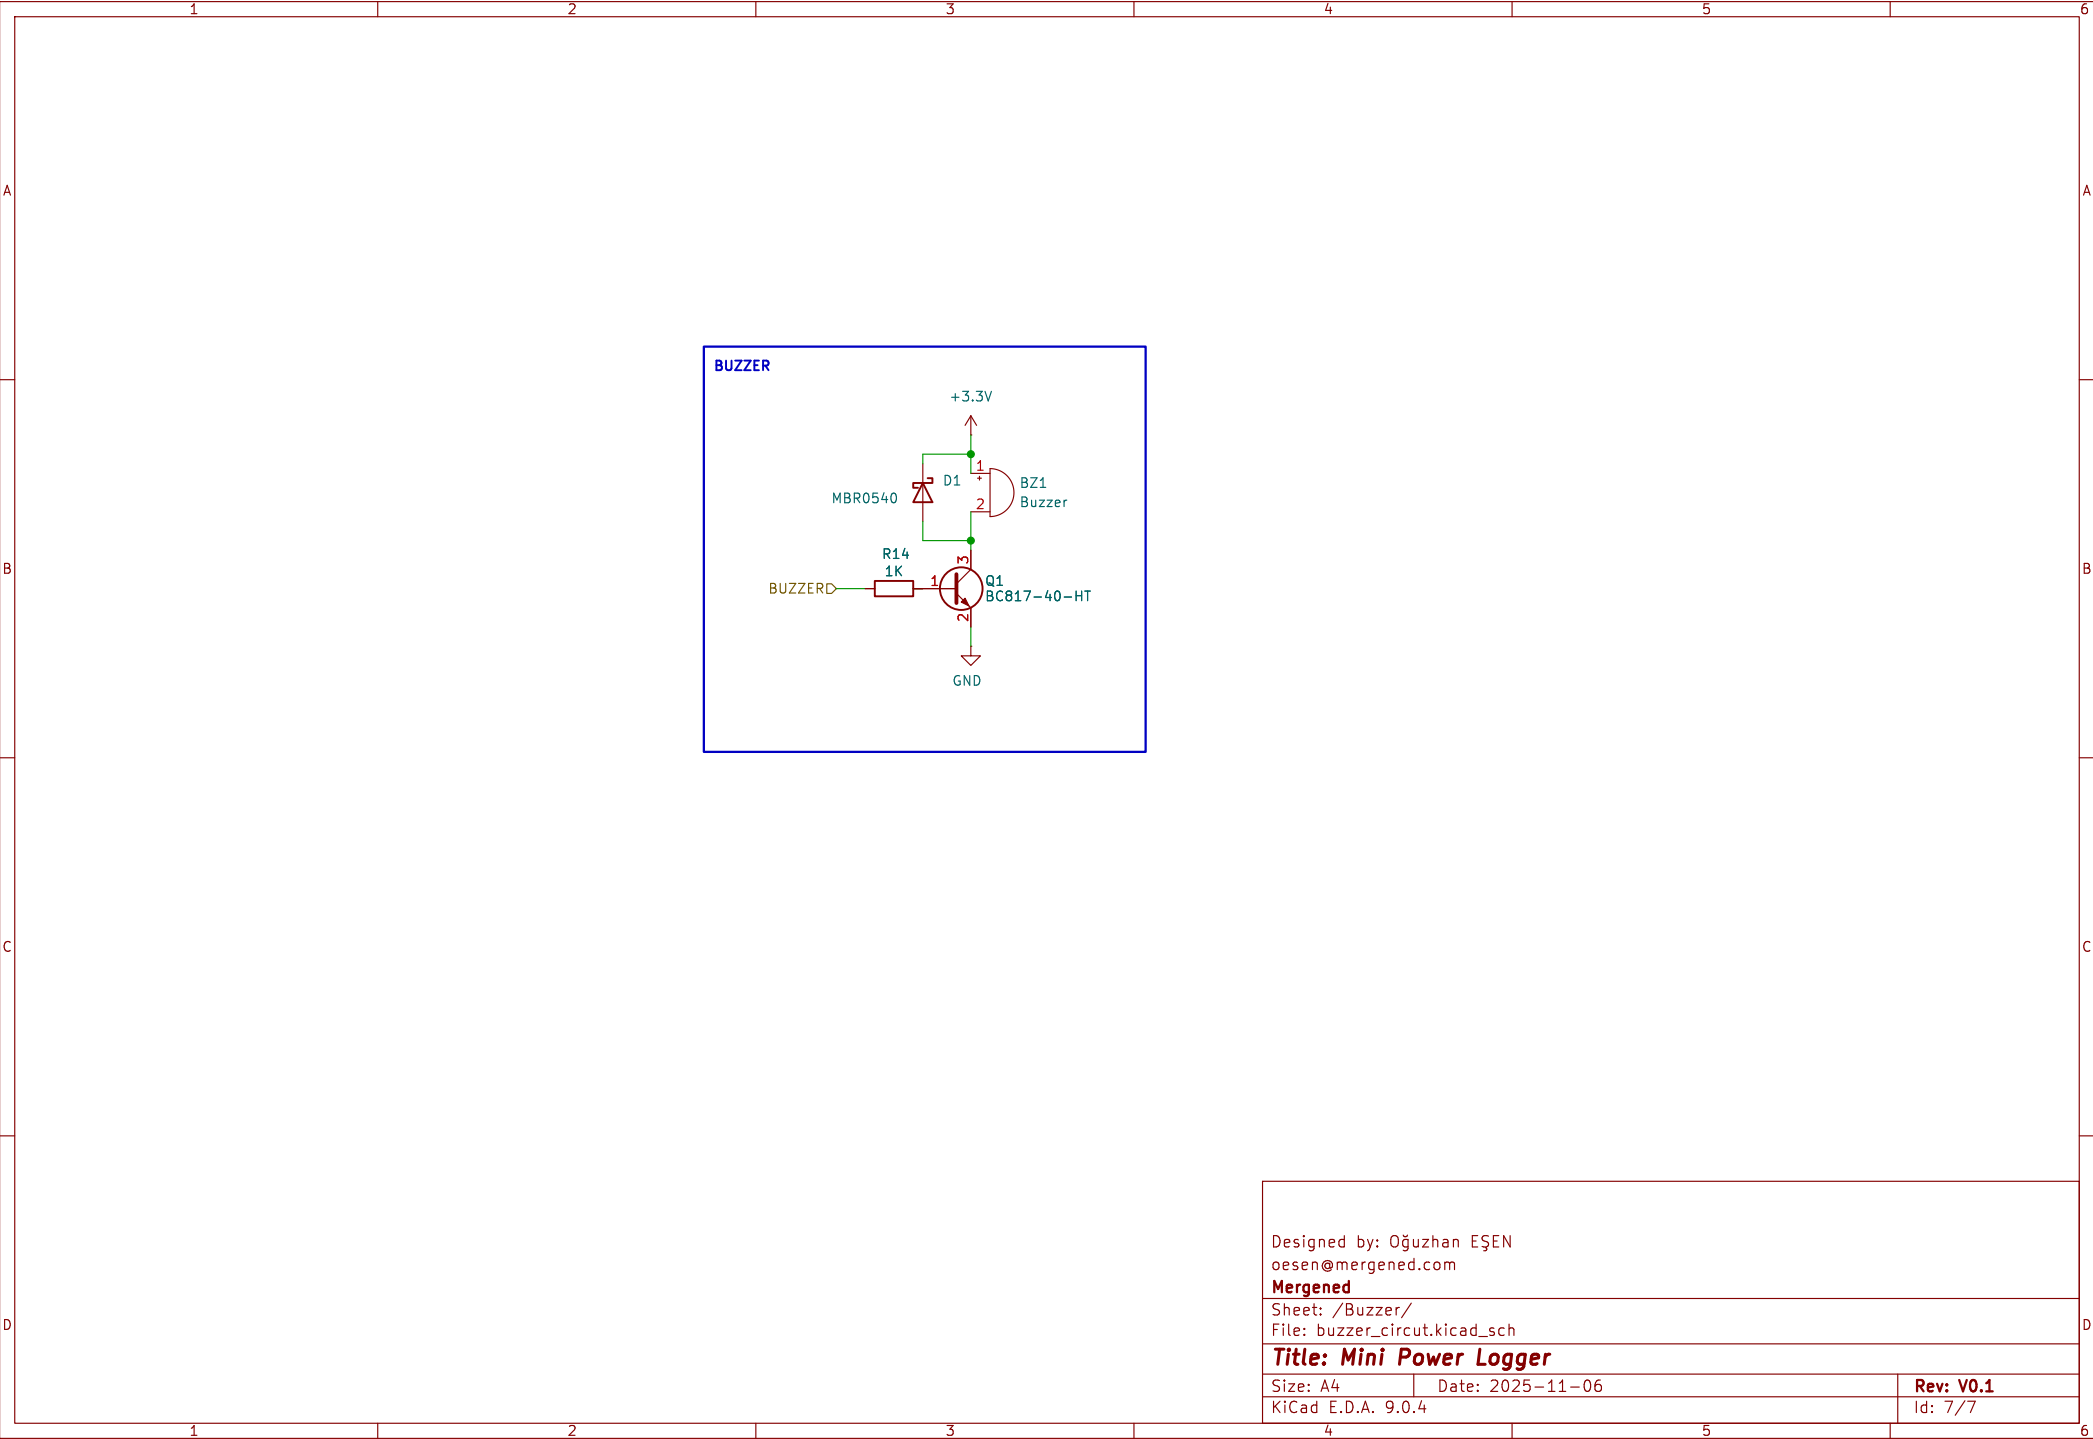 1 2 3 4 5 6
A A
BUZZER
+3.3V
1
D1
+
BZ1
MBR0540
2
Buzzer
R14
3
1K
B B
BUZZER
1
Q1
BC817-40-HT
2
GND
C C
Designed by: Oğuzhan EŞEN
oesen@mergened.com
Mergened
Sheet: /Buzzer/
D D
File: buzzer_circut.kicad_sch
Title: Mini Power Logger
Size: A4 Date: 2025-11-06 Rev: V0.1
KiCad E.D.A. 9.0.4 Id: 7/7
1 2 3 4 5 6